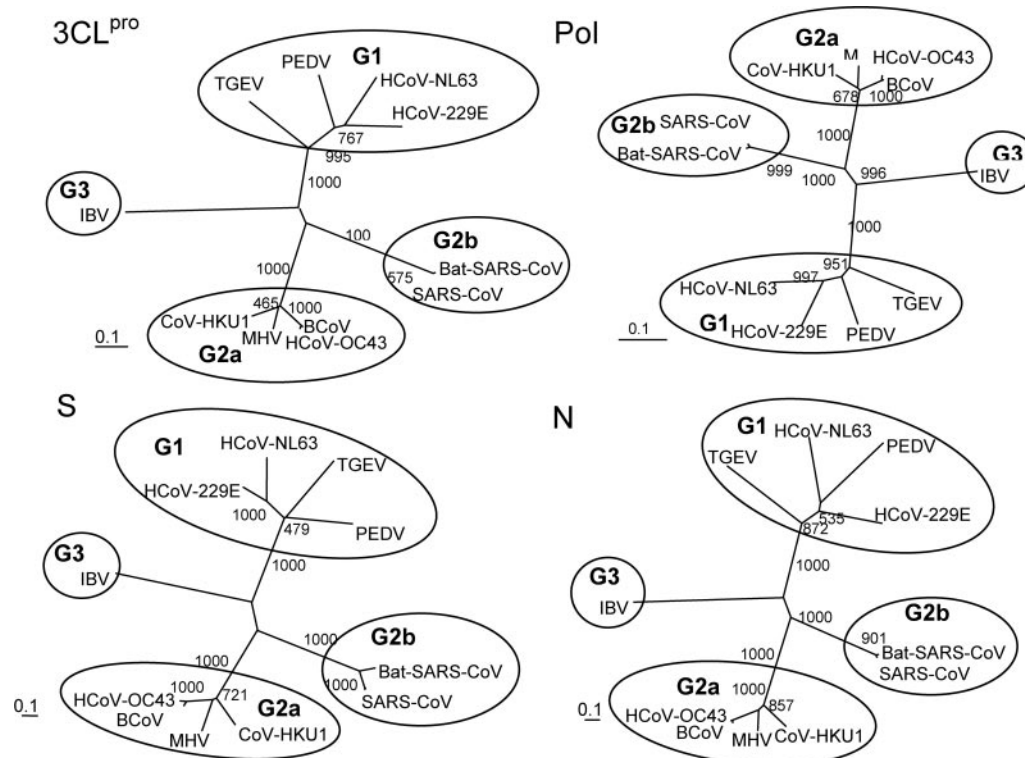 3CLpro
G1
PEDV
TGEV
HCoV-NL63
HCoV-229E
767
995
1000
G3
IBV
100
G2b
Bat-SARS-CoV
575
SARS-CoV
1000
465
1000
CoV-HKU1
BCoV
MHV
HCoV-OC43
G2a
0.1
Pol
G2a
M
HCoV-OC43
CoV-HKU1
BCoV
678
1000
G2b
SARS-CoV
1000
Bat-SARS-CoV
999
1000
996
G3
IBV
1000
951
997
HCoV-NL63
TGEV
G1
HCoV-229E
PEDV
0.1
S
G1
HCoV-NL63
TGEV
HCoV-229E
1000
479
PEDV
1000
G3
IBV
1000
G2b
Bat-SARS-CoV
1000
SARS-CoV
1000
1000
721
HCoV-OC43
BCoV
G2a
MHV
CoV-HKU1
0.1
N
G1
HCoV-NL63
PEDV
TGEV
535
HCoV-229E
872
1000
G3
IBV
1000
G2b
901
Bat-SARS-CoV
SARS-CoV
1000
G2a
1000
857
HCoV-OC43
BCoV
MHV
CoV-HKU1
0.1